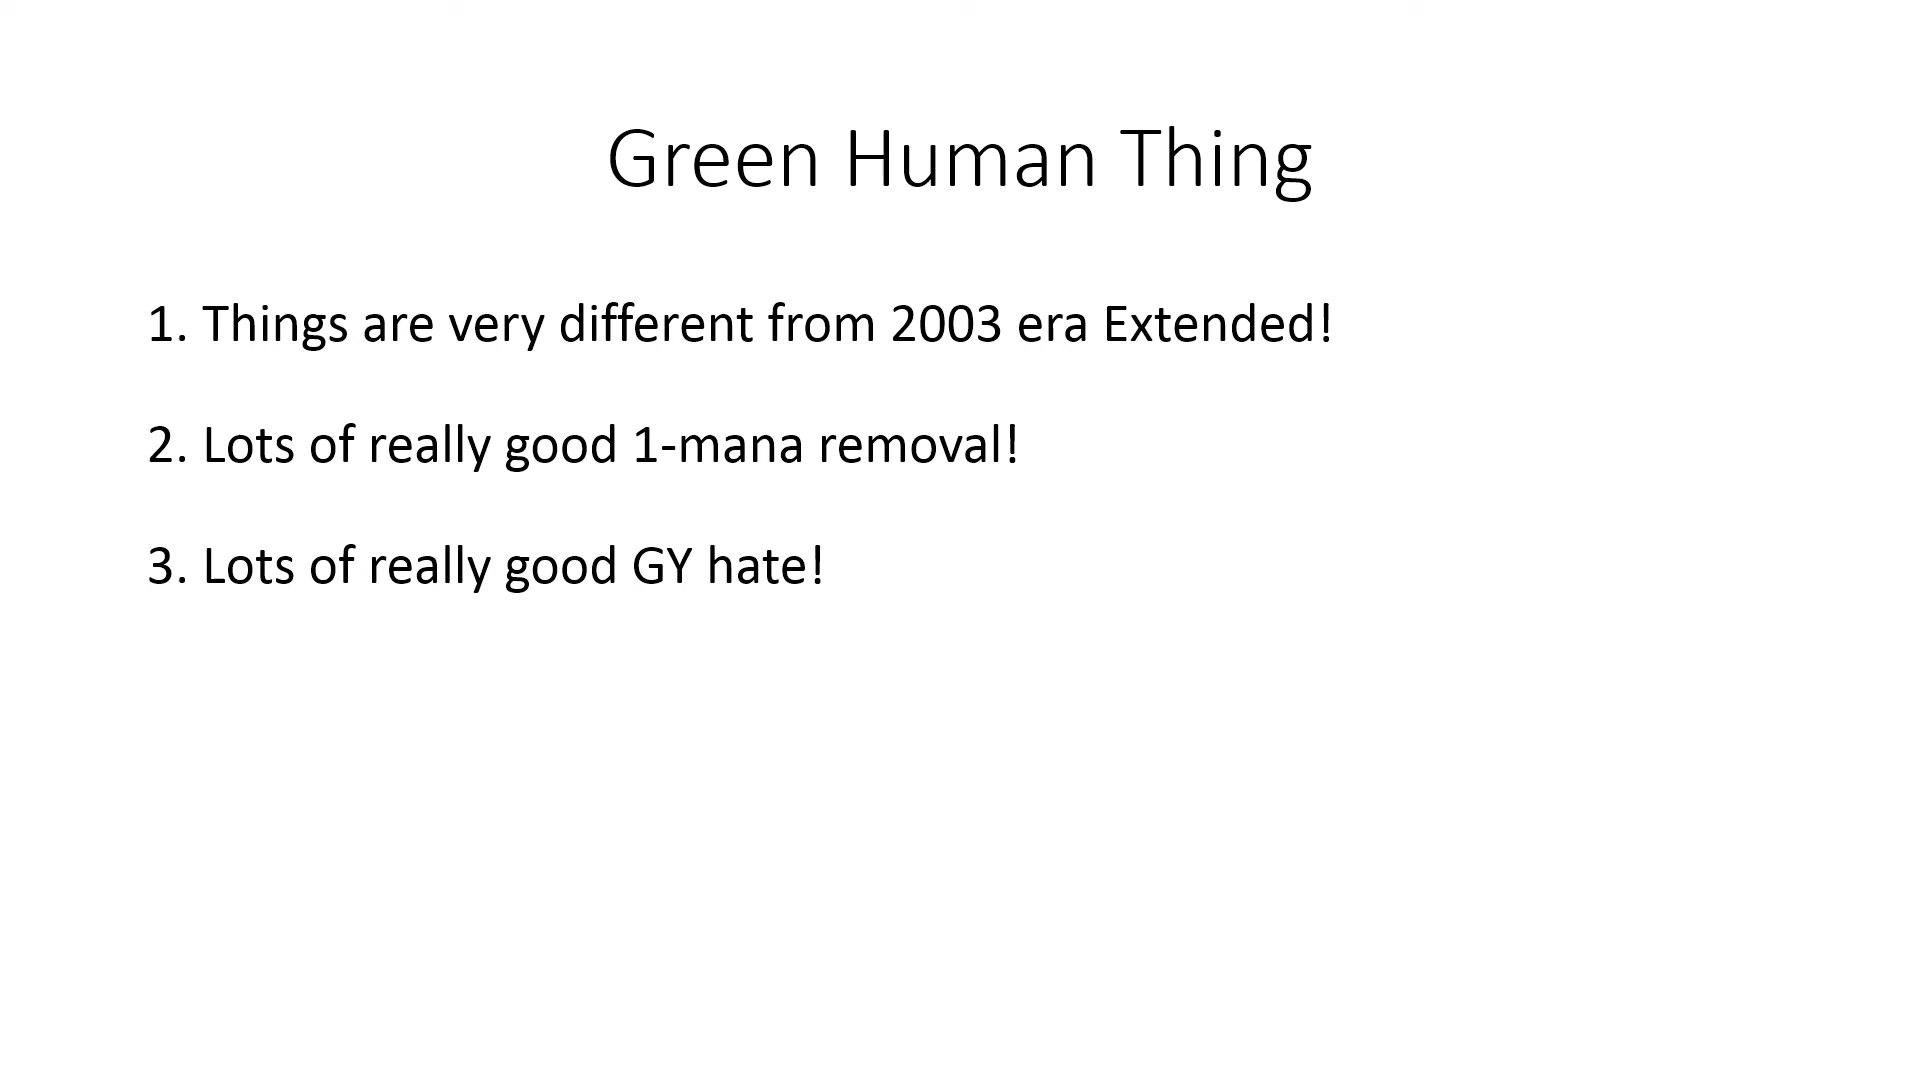 Green Human Thing
1. Things are very different from 2003 era Extended!
2. Lots of really good 1-mana removal!
3. Lots of really good GY hate!